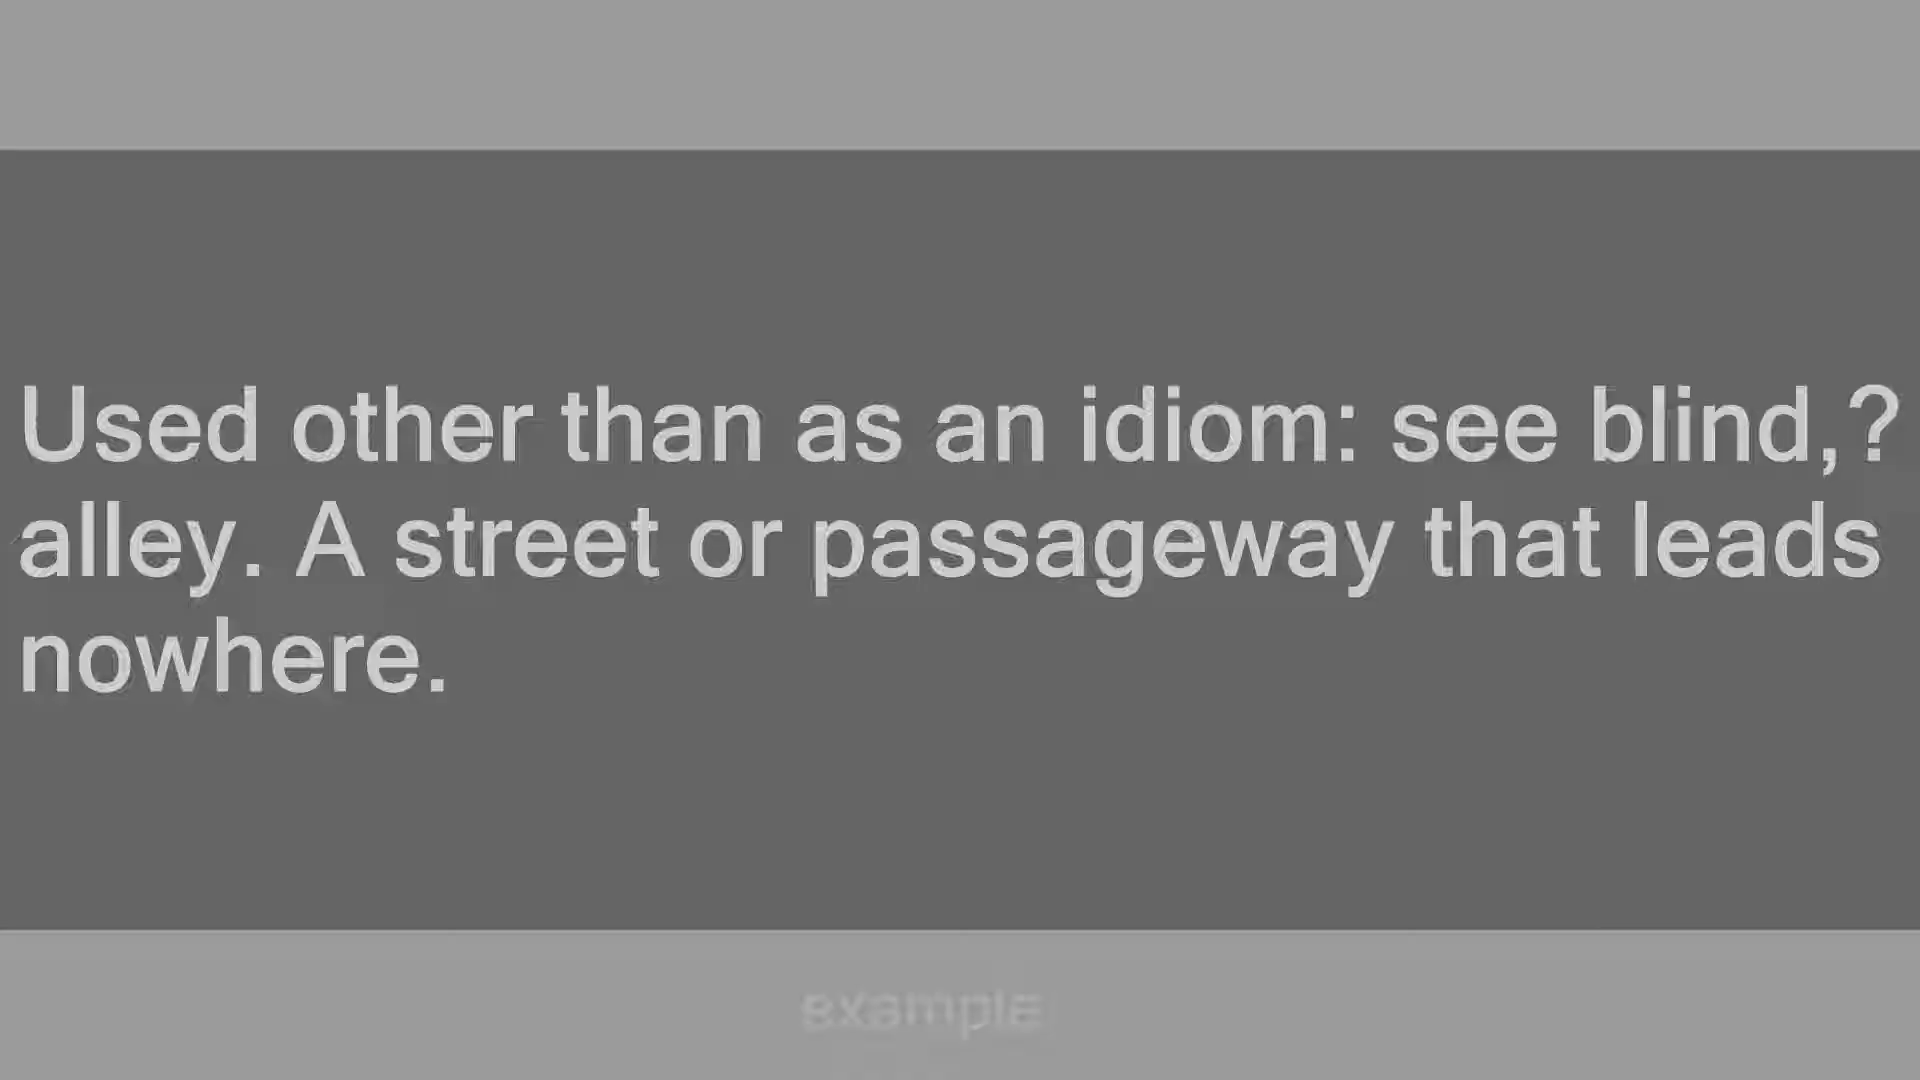 Used other than as an idiom: see blind,?
alley. A street or passageway that leads
nowhere.
example